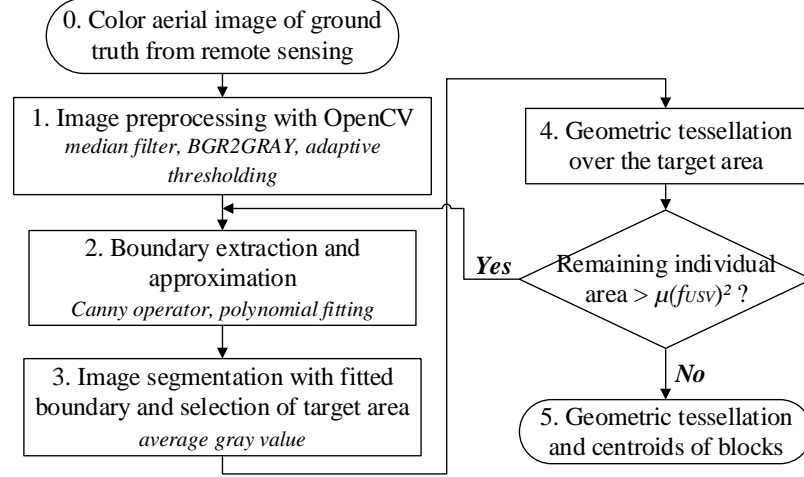 0. Color aerial image of ground
truth from remote sensing
1. Image preprocessing with OpenCV
median filter, BGR2GRAY, adaptive
thresholding
2. Boundary extraction and
approximation
Canny operator, polynomial fitting
3. Image segmentation with fitted
boundary and selection of target area
average gray value
4. Geometric tessellation
over the target area
Remaining individual
area > μ(fUSV)² ?
Yes
No
5. Geometric tessellation
and centroids of blocks